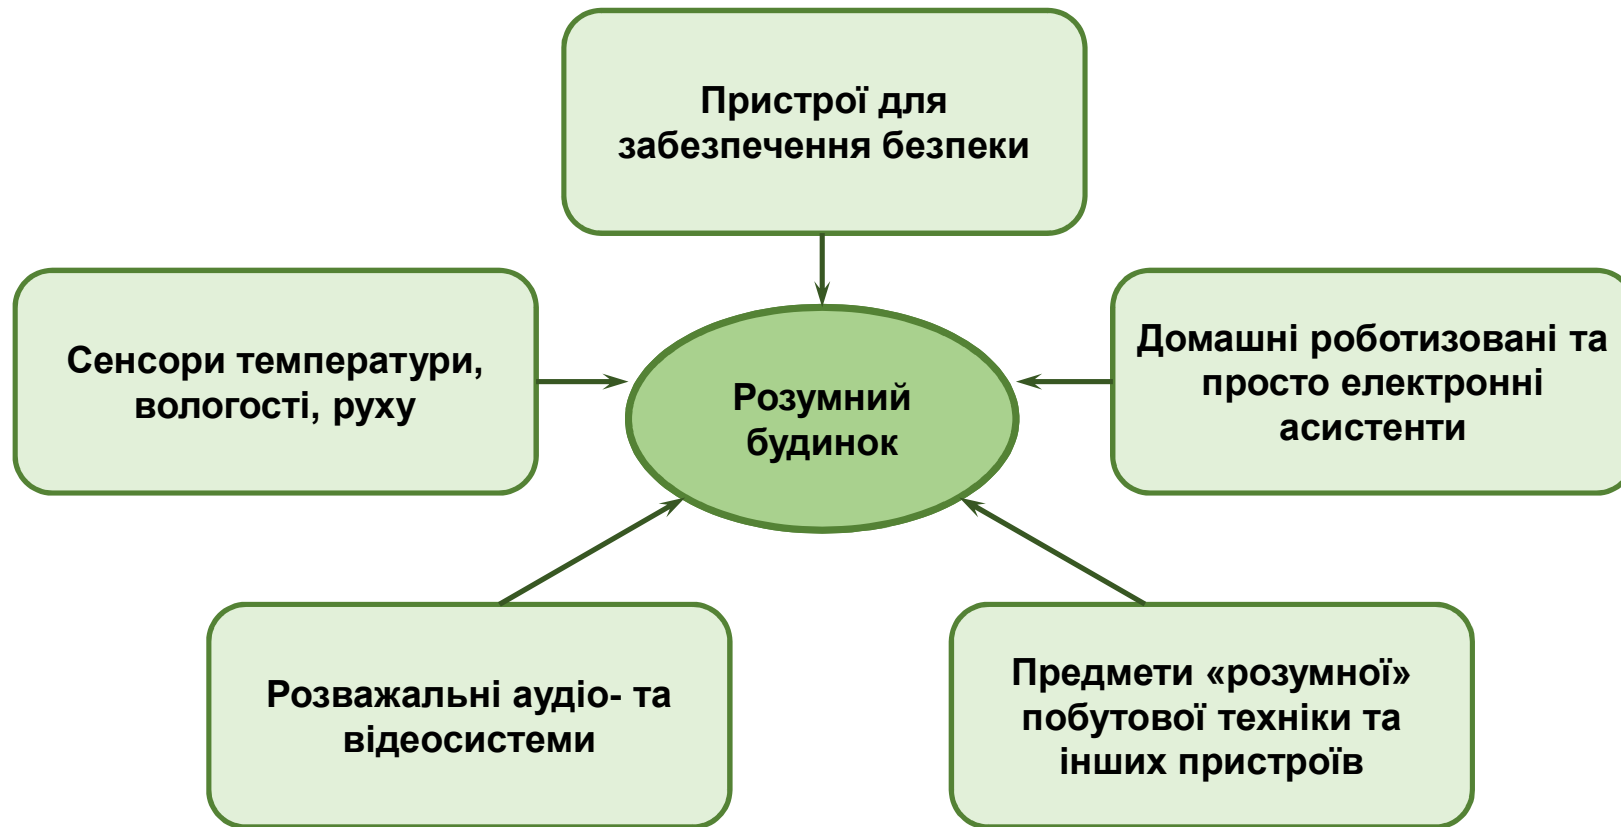 Пристрої для
забезпечення безпеки
Сенсори температури,
вологості, руху
Розумний
будинок
Домашні роботизовані та
просто електронні
асистенти
Розважальні аудіо- та
відеосистеми
Предмети «розумної»
побутової техніки та
інших пристроїв